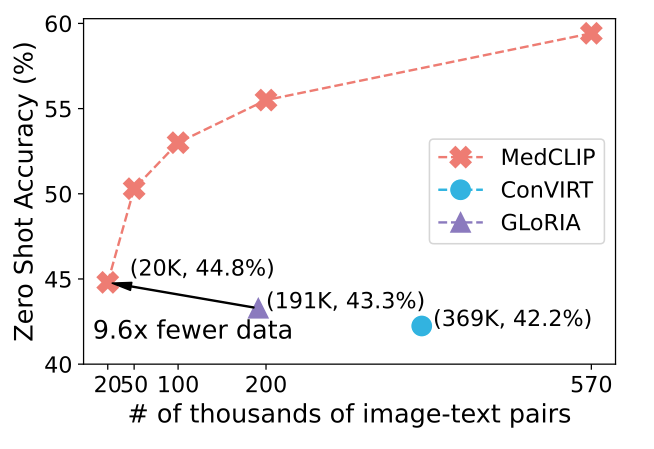 Zero Shot Accuracy (%)
60
55
50
45
40
MedCLIP
ConVIRT
GLoRIA
(20K, 44.8%)
(191K, 43.3%)
(369K, 42.2%)
9.6x fewer data
20 50 100 200 570
# of thousands of image-text pairs